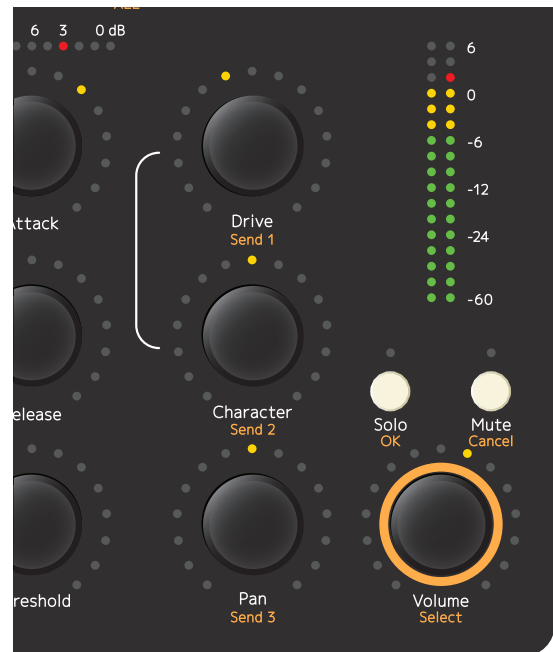 6 3 0 dB
6
0
-6
-12
-24
-60
Drive
Send 1
Character
Send 2
Solo
OK
Mute
Cancel
Pan
Send 3
Volume
Select